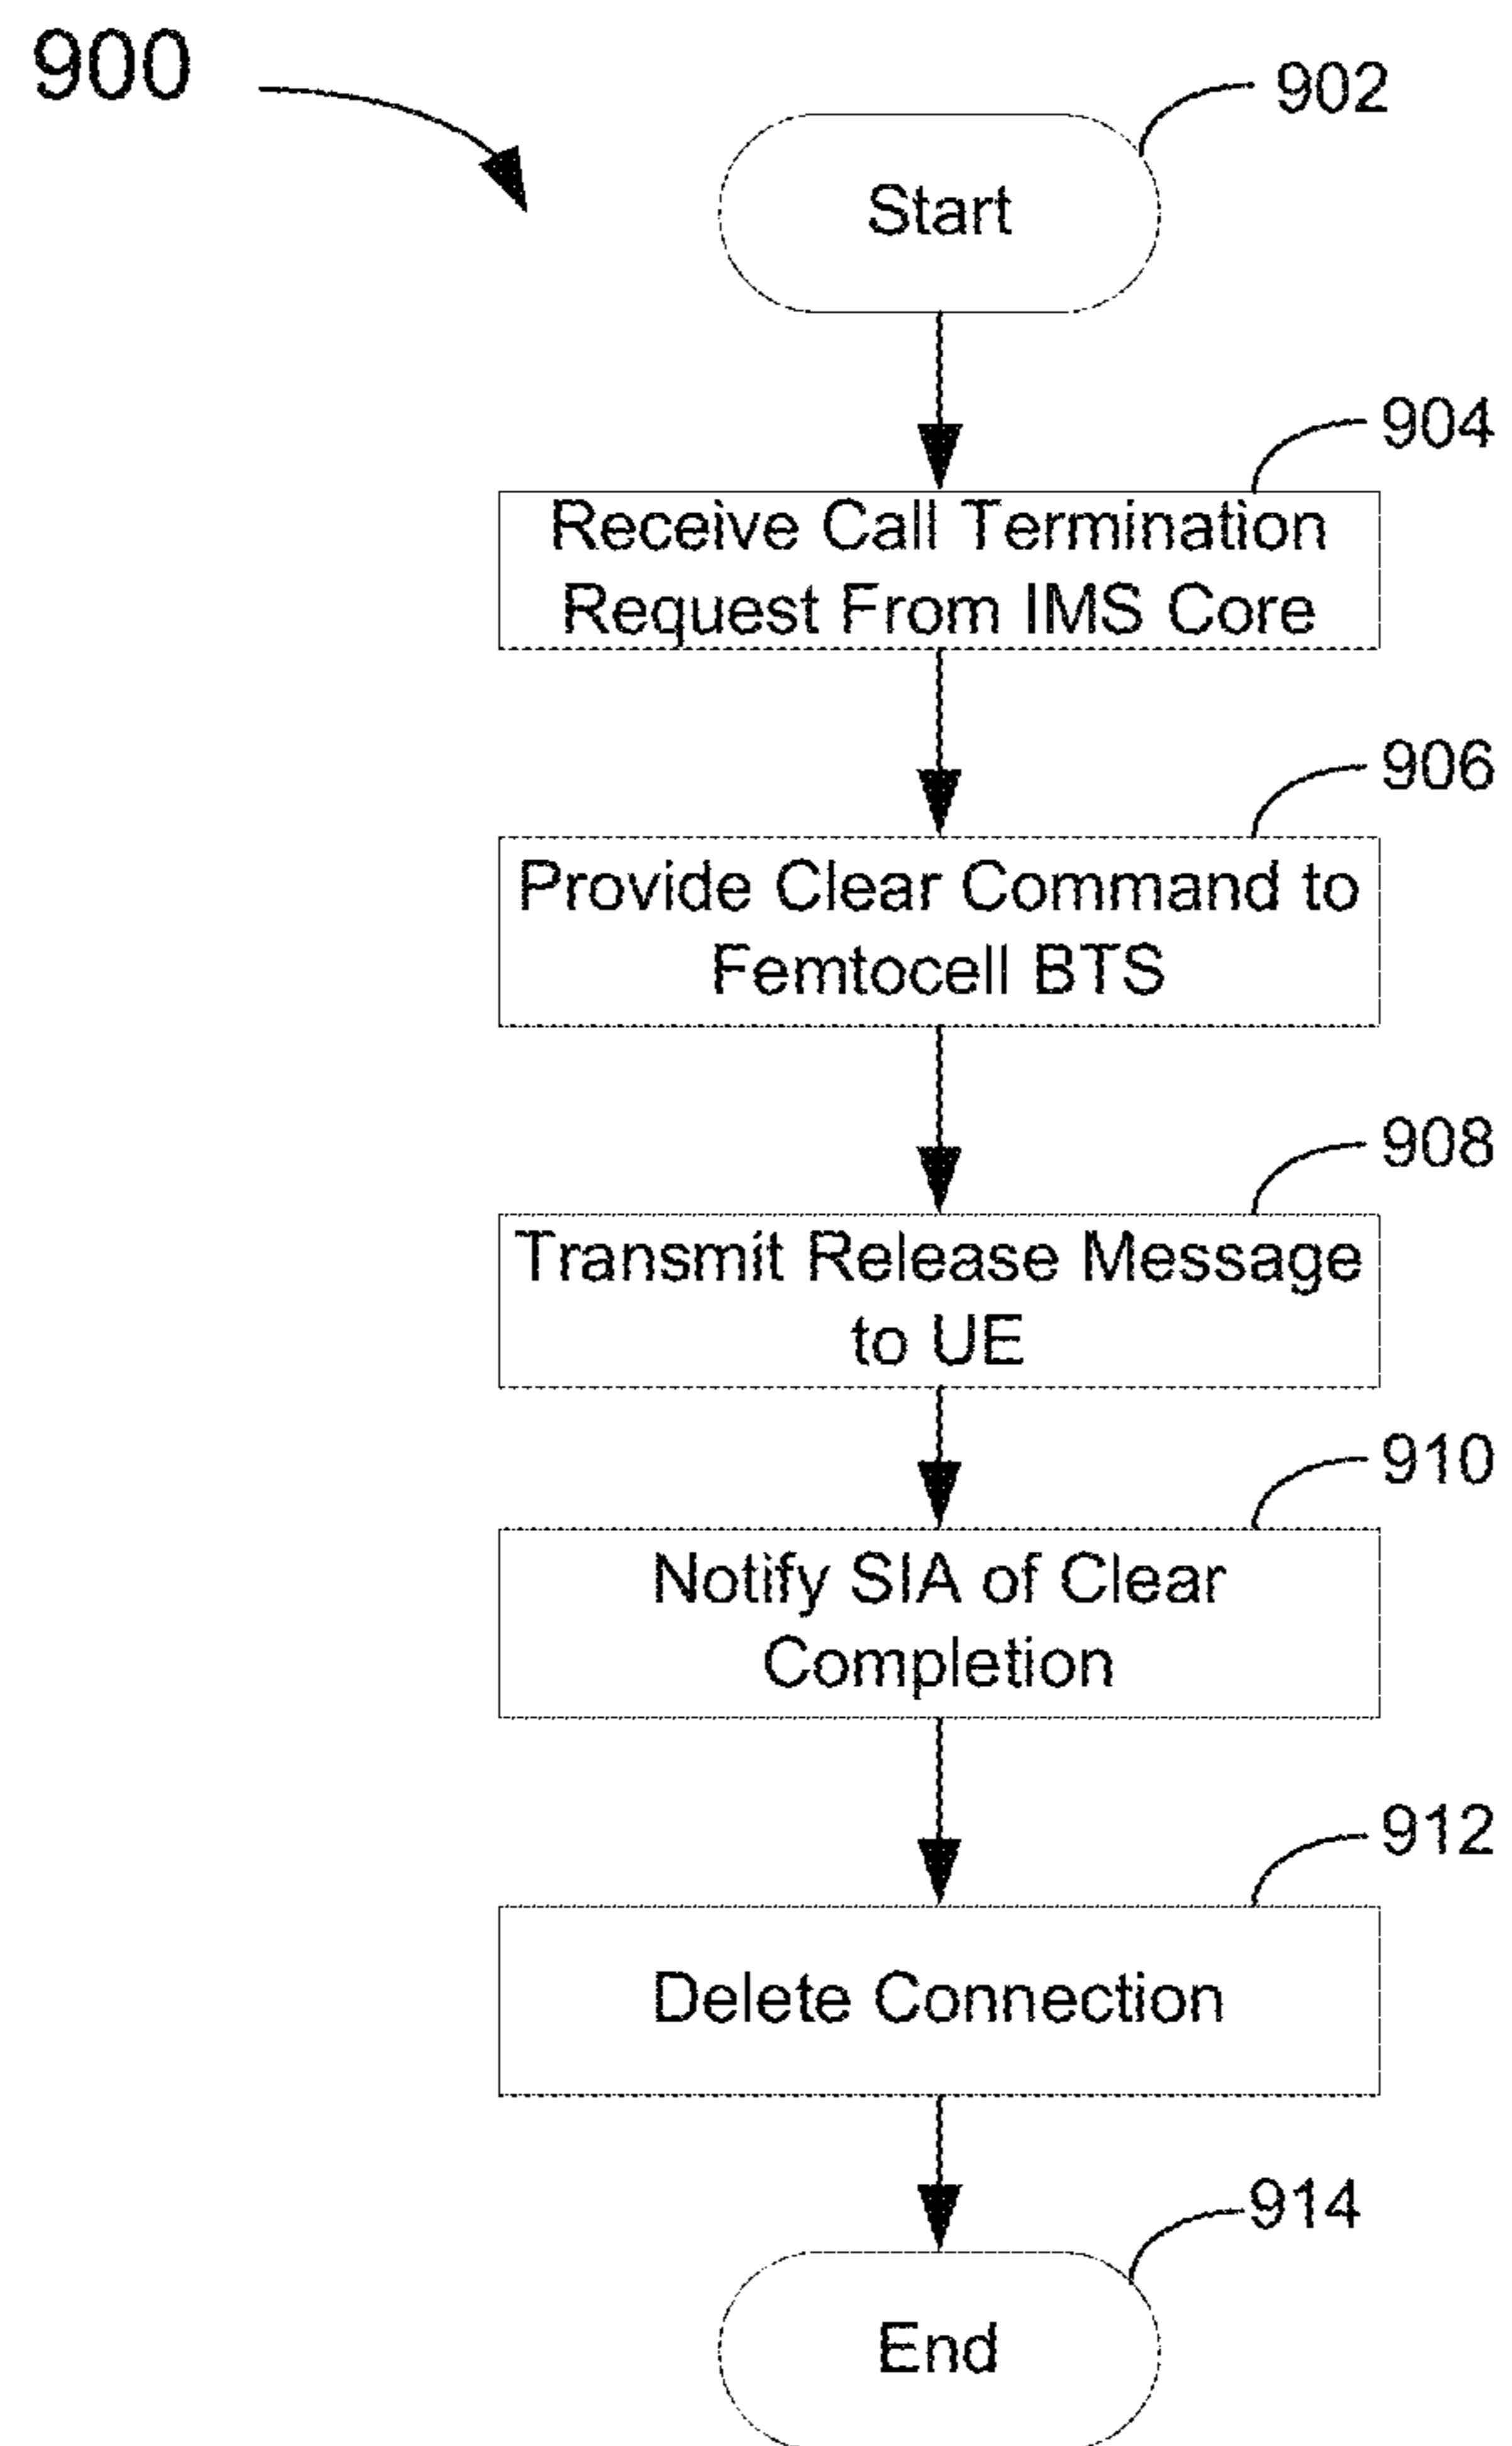 900
902
Start
904
Receive Call Termination
Request From IMS Core
906
Provide Clear Command to
Femtocell BTS
908
Transmit Release Message
to UE
910
Notify SIA of Clear
Completion
912
Delete Connection
914
End